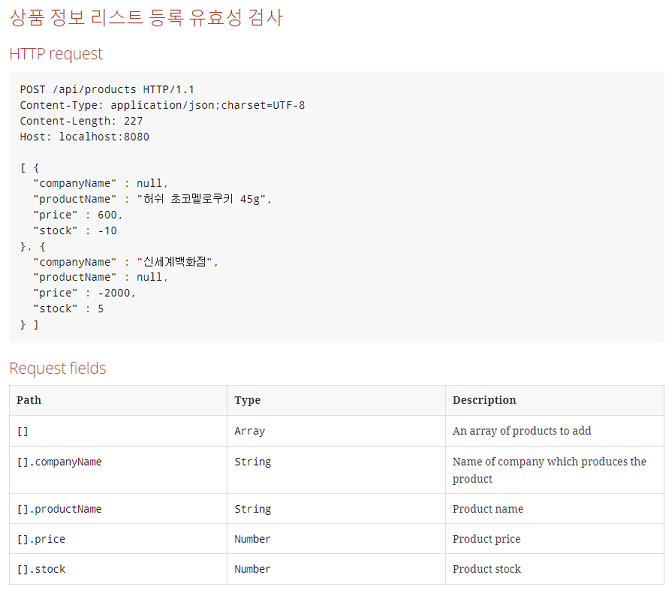 상품 정보 리스트 등록 유효성 검사
HTTP request
POST /api/products HTTP/1.1
Content-Type: application/json;charset=UTF-8
Content-Length: 227
Host: localhost:8080
[ {
"companyName" : null,
"productName" : "허쉬 초코멜로쿠키 45g",
"price" : 600,
"stock" : -10
}, {
"companyName" : "신세계백화점",
"productName" : null,
"price" : -2000,
"stock" : 5
} ]
Request fields
Path Type Description
[] Array An array of products to add
[].companyName String Name of company which produces the
product
[].productName String Product name
[].price Number Product price
[].stock Number Product stock